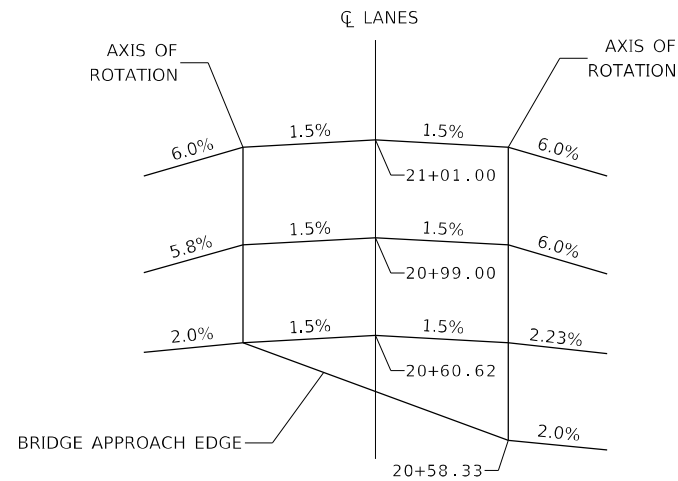 ℄ LANES
AXIS OF
ROTATION
AXIS OF
ROTATION
6.0%
1.5%
1.5%
6.0%
21+01.00
5.8%
1.5%
1.5%
6.0%
20+99.00
2.0%
1.5%
1.5%
2.23%
20+60.62
BRIDGE APPROACH EDGE
2.0%
20+58.33